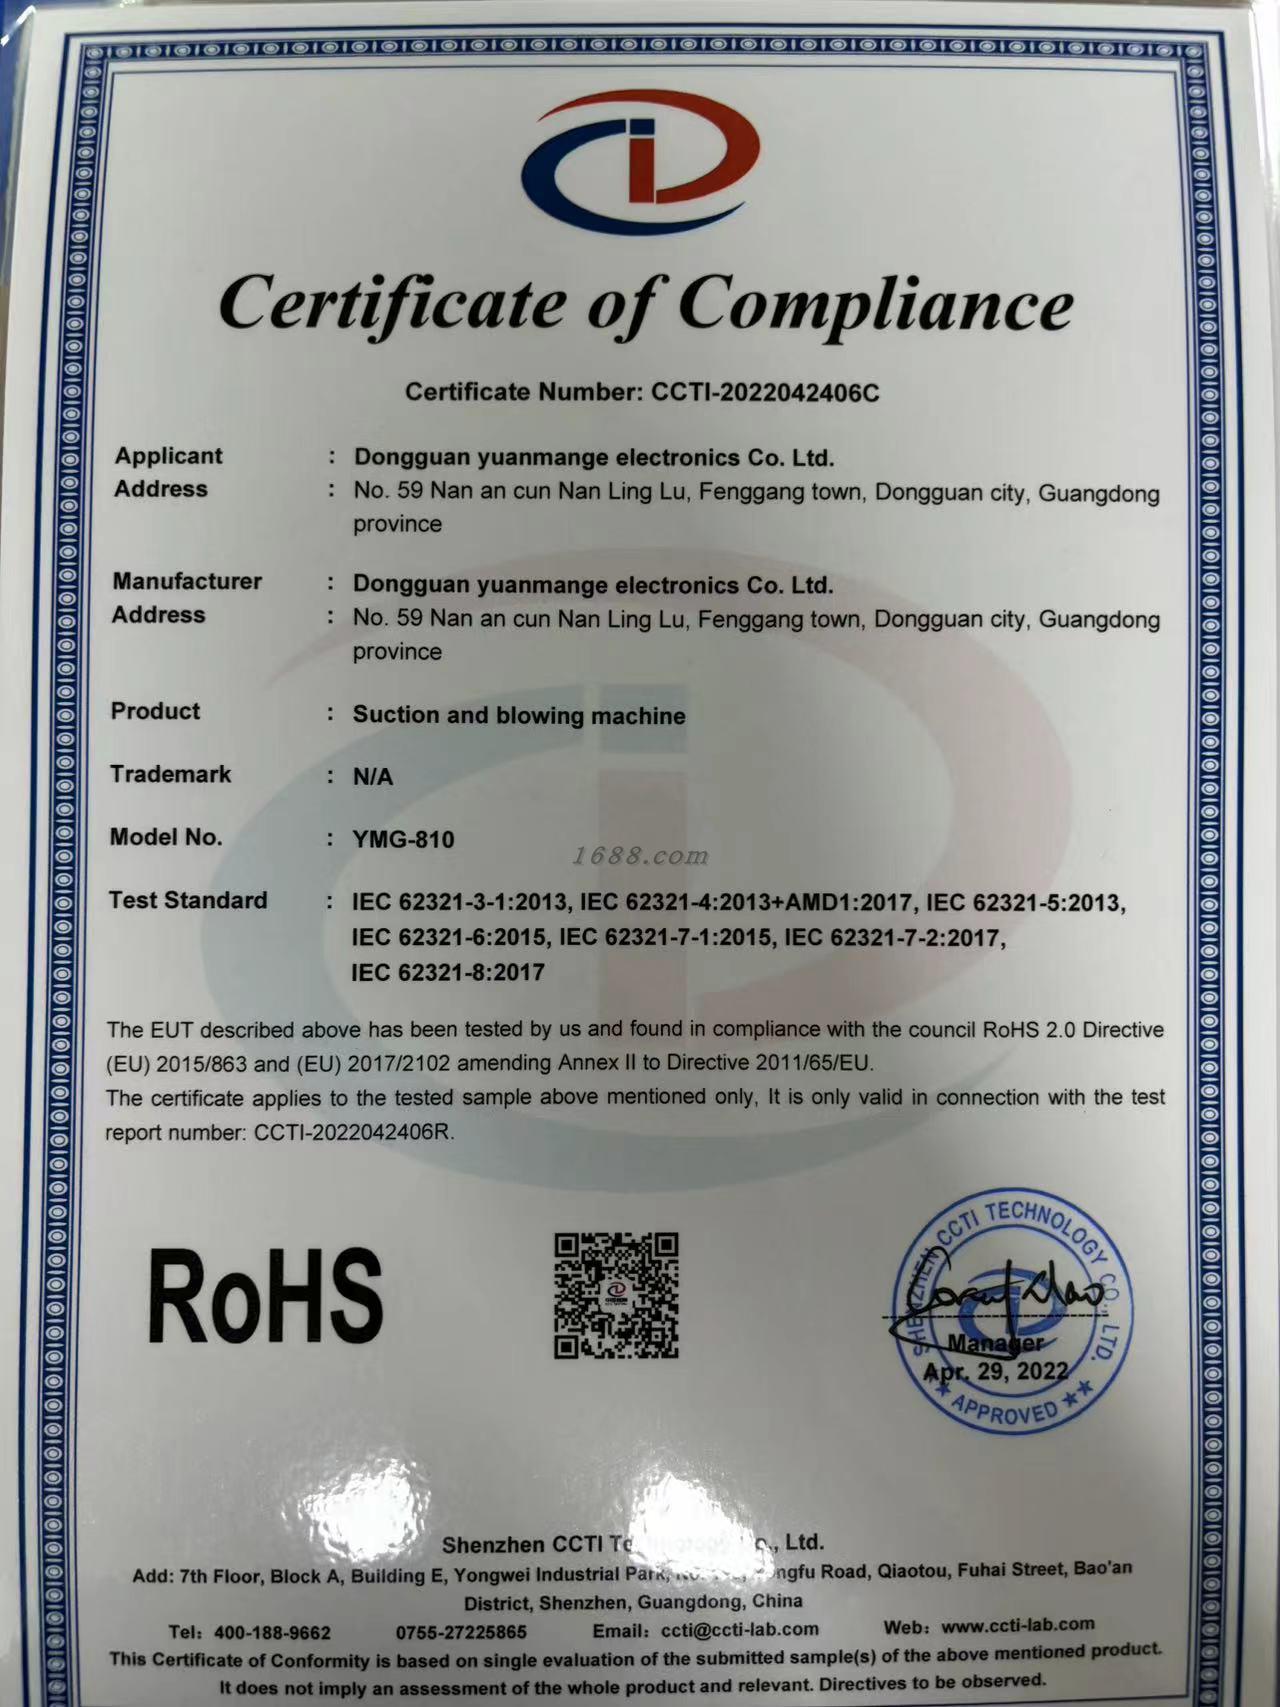 Certificate of Compliance
Certificate Number: CCTI-2022042406C
Applicant : Dongguan yuanmange electronics Co. Ltd.
Address : No. 59 Nan an cun Nan Ling Lu, Fenggang town, Dongguan city, Guangdong
province
Manufacturer : Dongguan yuanmange electronics Co. Ltd.
Address : No. 59 Nan an cun Nan Ling Lu, Fenggang town, Dongguan city, Guangdong
province
Product : Suction and blowing machine
Trademark : N/A
Model No. : YMG-810
1688.com
Test Standard : IEC 62321-3-1:2013, IEC 62321-4:2013+AMD1:2017, IEC 62321-5:2013,
IEC 62321-6:2015, IEC 62321-7-1:2015, IEC 62321-7-2:2017,
IEC 62321-8:2017
The EUT described above has been tested by us and found in compliance with the council RoHS 2.0 Directive
(EU) 2015/863 and (EU) 2017/2102 amending Annex II to Directive 2011/65/EU.
The certificate applies to the tested sample above mentioned only, It is only valid in connection with the test
report number: CCTI-2022042406R.
RoHS
SHENZHEN CCTI TECHNOLOGY CO., LTD.
Manager
Apr. 29, 2022
★★ APPROVED ★★
Shenzhen CCTI Co., Ltd.
Add: 7th Floor, Block A, Building E, Yongwei Industrial Park, Road, Qiaotou, Fuhai Street, Bao'an
District, Shenzhen, Guangdong, China
Tel: 400-188-9662 0755-27225865 Email: ccti@ccti-lab.com Web: www.ccti-lab.com
This Certificate of Conformity is based on single evaluation of the submitted sample(s) of the above mentioned product.
It does not imply an assessment of the whole product and relevant. Directives to be observed.